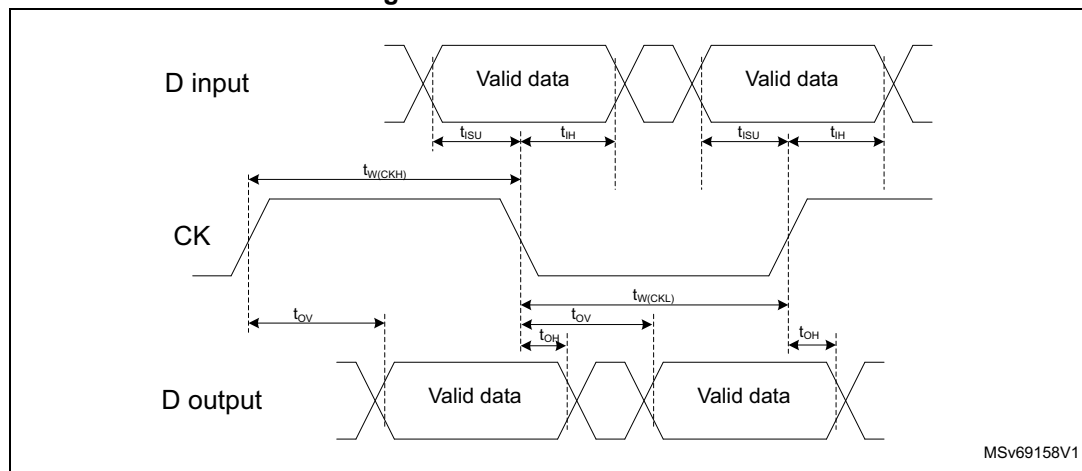 D input
Valid data
Valid data
tISU
tIH
tISU
tIH
tW(CKH)
CK
tW(CKL)
tOV
tOV
tOH
tOH
D output
Valid data
Valid data
MSv69158V1